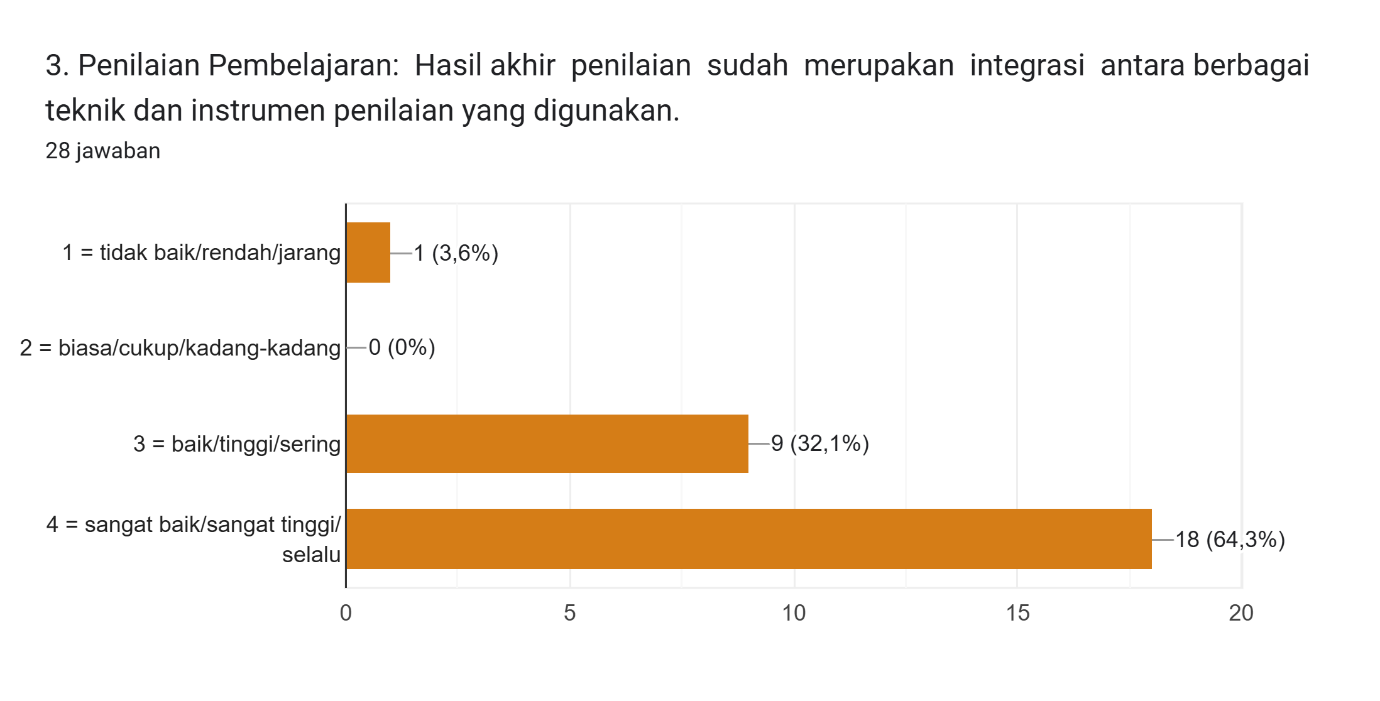 3. Penilaian Pembelajaran:  Hasil akhir  penilaian  sudah  merupakan  integrasi  antara berbagai
teknik dan instrumen penilaian yang digunakan.
28 jawaban
1 = tidak baik/rendah/jarang
1 (3,6%)
2 = biasa/cukup/kadang-kadang
0 (0%)
3 = baik/tinggi/sering
9 (32,1%)
4 = sangat baik/sangat tinggi/
selalu
18 (64,3%)
0 5 10 15 20